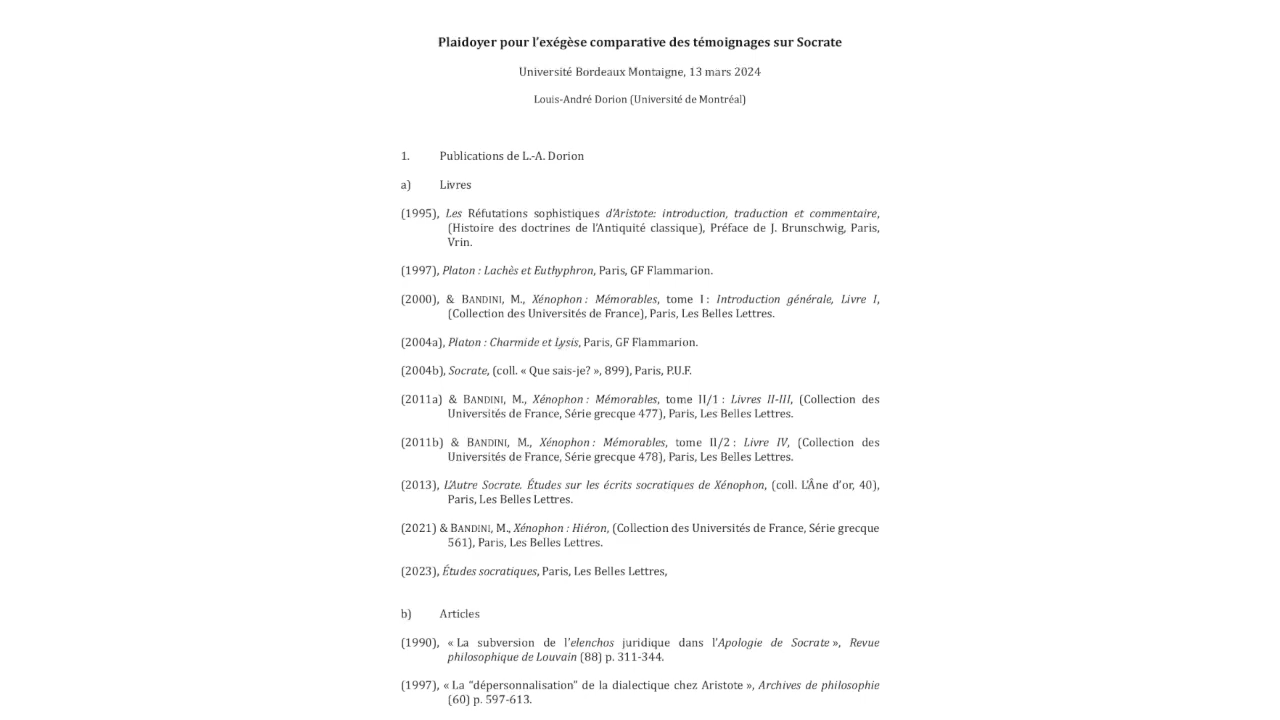 Plaidoyer pour l’exégèse comparative des témoignages sur Socrate
Université Bordeaux Montaigne, 13 mars 2024
Louis-André Dorion (Université de Montréal)
1. Publications de L.-A. Dorion
a) Livres
(1995), Les Réfutations sophistiques d’Aristote: introduction, traduction et commentaire,
(Histoire des doctrines de l’Antiquité classique), Préface de J. Brunschwig, Paris,
Vrin.
(1997), Platon : Lachès et Euthyphron, Paris, GF Flammarion.
(2000), & BANDINI, M., Xénophon : Mémorables, tome I : Introduction générale, Livre I,
(Collection des Universités de France), Paris, Les Belles Lettres.
(2004a), Platon : Charmide et Lysis, Paris, GF Flammarion.
(2004b), Socrate, (coll. « Que sais-je? », 899), Paris, P.U.F.
(2011a) & BANDINI, M., Xénophon : Mémorables, tome II/1 : Livres II-III, (Collection des
Universités de France, Série grecque 477), Paris, Les Belles Lettres.
(2011b) & BANDINI, M., Xénophon : Mémorables, tome II/2 : Livre IV, (Collection des
Universités de France, Série grecque 478), Paris, Les Belles Lettres.
(2013), L’Autre Socrate. Études sur les écrits socratiques de Xénophon, (coll. L’Âne d’or, 40),
Paris, Les Belles Lettres.
(2021) & BANDINI, M., Xénophon : Hiéron, (Collection des Universités de France, Série grecque
561), Paris, Les Belles Lettres.
(2023), Études socratiques, Paris, Les Belles Lettres,
b) Articles
(1990), « La subversion de l’elenchos juridique dans l’Apologie de Socrate », Revue
philosophique de Louvain (88) p. 311-344.
(1997), « La “dépersonnalisation” de la dialectique chez Aristote », Archives de philosophie
(60) p. 597-613.